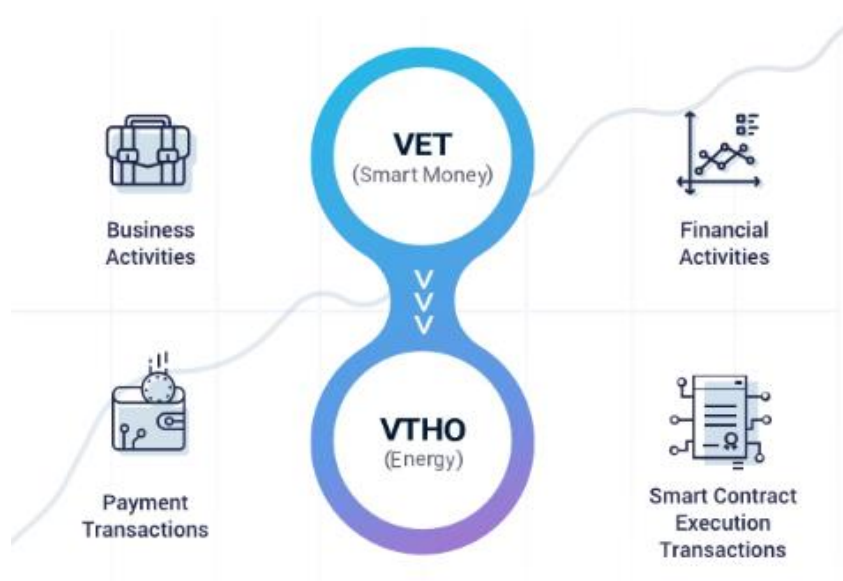 VET
(Smart Money)
Business
Activities
Financial
Activities
VTHO
(Energy)
Payment
Transactions
Smart Contract
Execution
Transactions